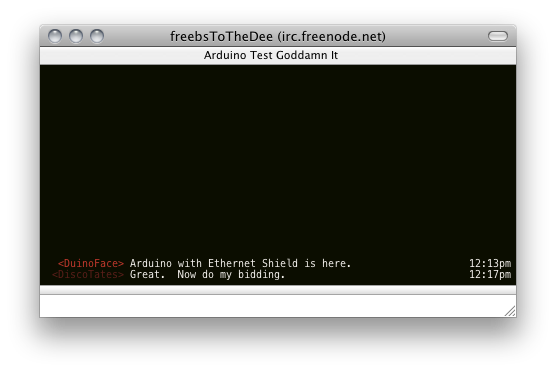 freebsToTheDee (irc.freenode.net)
Arduino Test Goddamn It
<DuinoFace> Arduino with Ethernet Shield is here. 12:13pm
<DiscoTates> Great.  Now do my bidding. 12:17pm